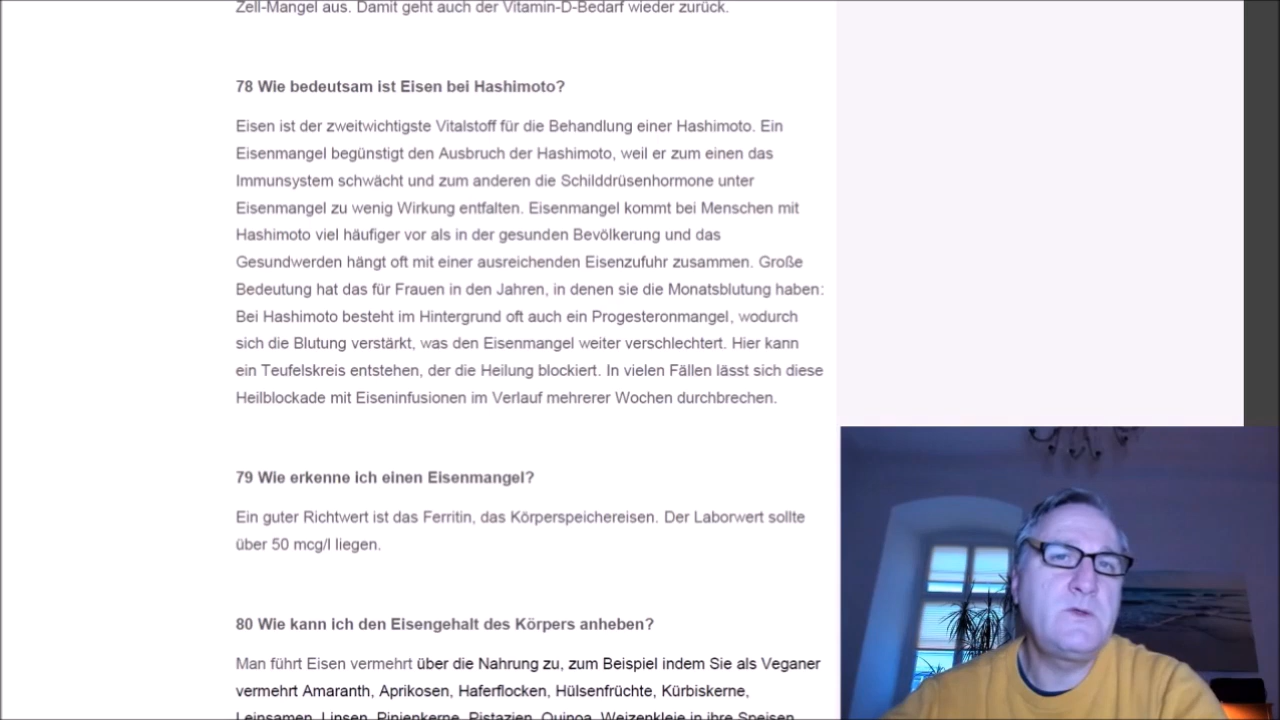 Zell-Mangel aus. Damit geht auch der Vitamin-D-Bedarf wieder zurück.
78 Wie bedeutsam ist Eisen bei Hashimoto?
Eisen ist der zweitwichtigste Vitalstoff für die Behandlung einer Hashimoto. Ein
Eisenmangel begünstigt den Ausbruch der Hashimoto, weil er zum einen das
Immunsystem schwächt und zum anderen die Schilddrüsenhormone unter
Eisenmangel zu wenig Wirkung entfalten. Eisenmangel kommt bei Menschen mit
Hashimoto viel häufiger vor als in der gesunden Bevölkerung und das
Gesundwerden hängt oft mit einer ausreichenden Eisenzufuhr zusammen. Große
Bedeutung hat das für Frauen in den Jahren, in denen sie die Monatsblutung haben:
Bei Hashimoto besteht im Hintergrund oft auch ein Progesteronmangel, wodurch
sich die Blutung verstärkt, was den Eisenmangel weiter verschlechtert. Hier kann
ein Teufelskreis entstehen, der die Heilung blockiert. In vielen Fällen lässt sich diese
Heilblockade mit Eiseninfusionen im Verlauf mehrerer Wochen durchbrechen.
79 Wie erkenne ich einen Eisenmangel?
Ein guter Richtwert ist das Ferritin, das Körperspeichereisen. Der Laborwert sollte
über 50 mcg/l liegen.
80 Wie kann ich den Eisengehalt des Körpers anheben?
Man führt Eisen vermehrt über die Nahrung zu, zum Beispiel indem Sie als Veganer
vermehrt Amaranth, Aprikosen, Haferflocken, Hülsenfrüchte, Kürbiskerne,
Leinsamen, Linsen, Pinienkerne, Pistazien, Quinoa, Weizenkleie in ihre Speisen